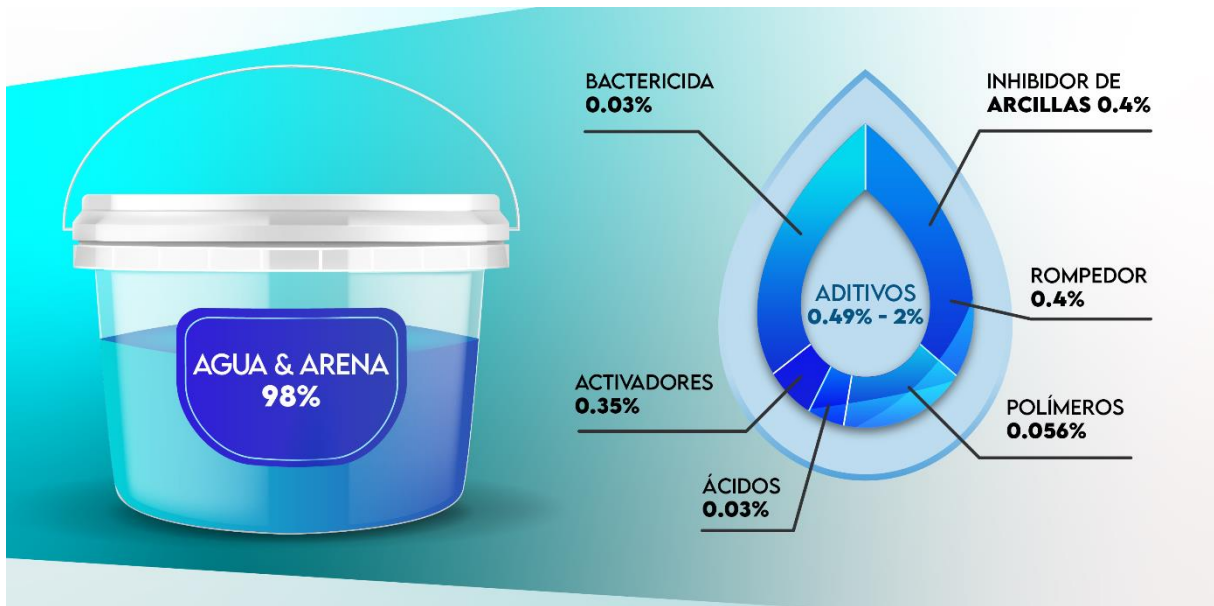 AGUA & ARENA
98%
BACTERICIDA
0.03%
INHIBIDOR DE
ARCILLAS 0.4%
ADITIVOS
0.49% - 2%
ROMPEDOR
0.4%
ACTIVADORES
0.35%
POLÍMEROS
0.056%
ÁCIDOS
0.03%